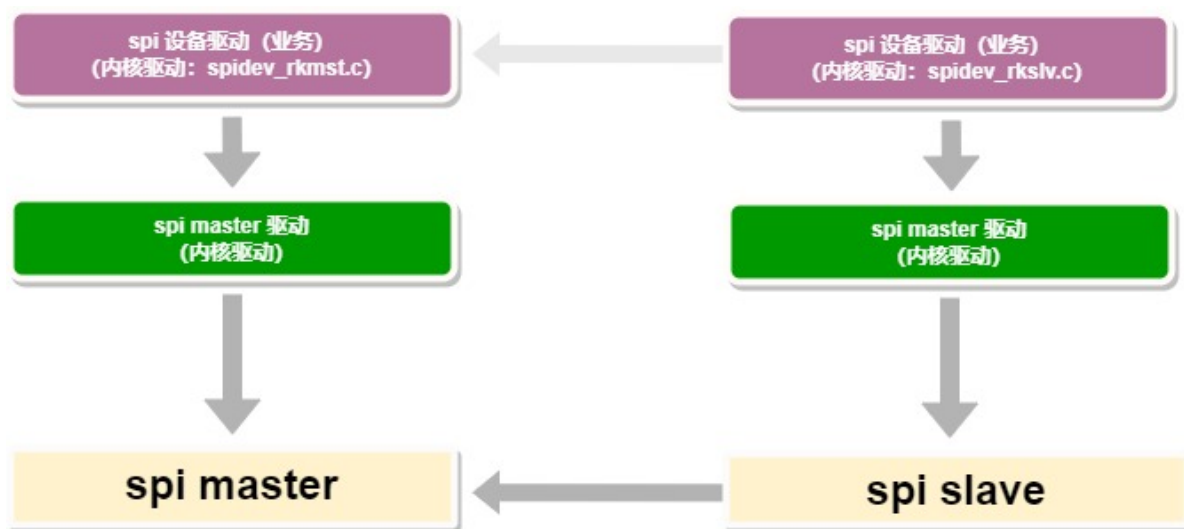 spi 设备驱动（业务）
(内核驱动：spidev_rkmst.c)
spi 设备驱动（业务）
(内核驱动：spidev_rkslv.c)
spi master 驱动
(内核驱动)
spi master 驱动
(内核驱动)
spi master
spi slave